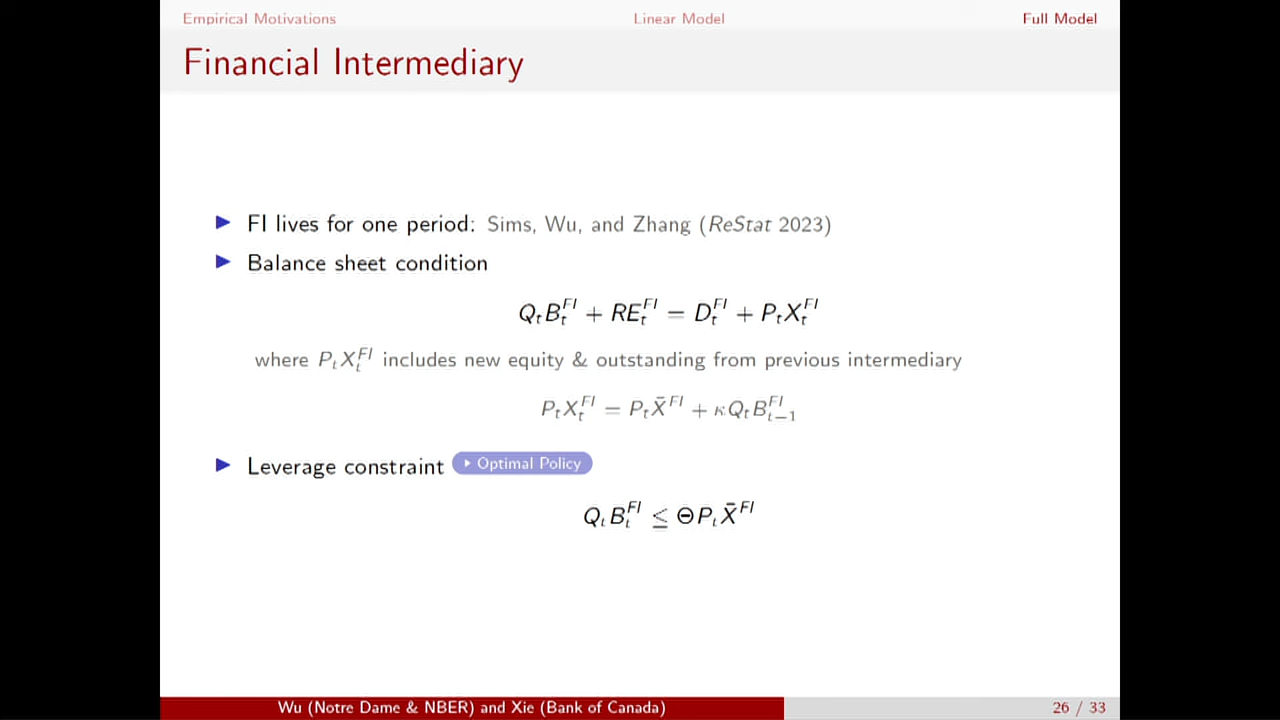 Empirical Motivations Linear Model Full Model
Financial Intermediary
▶ FI lives for one period: Sims, Wu, and Zhang (ReStat 2023)
▶ Balance sheet condition
Q_t B_t^{FI} + RE_t^{FI} = D_t^{FI} + P_t X_t^{FI}
where P_t X_t^{FI} includes new equity & outstanding from previous intermediary
P_t X_t^{FI} = P_t X̄^{FI} + κQ_t B_{t−1}^{FI}
▶ Leverage constraint ▸ Optimal Policy
Q_t B_t^{FI} ≤ ΘP_t X̄^{FI}
Wu (Notre Dame & NBER) and Xie (Bank of Canada) 26 / 33